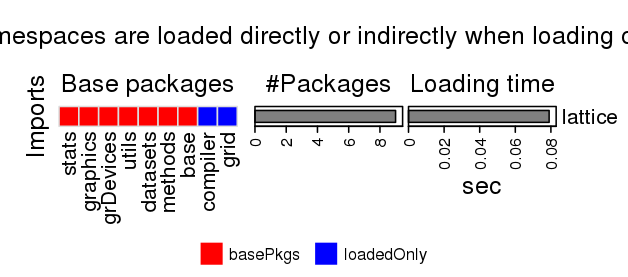 mespaces are loaded directly or indirectly when loading
Base packages #Packages Loading time
Imports
lattice
stats
graphics
grDevices
utils
datasets
methods
base
compiler
grid
0 2 4 6 8
0 0.02 0.04 0.06 0.08
sec
basePkgs loadedOnly